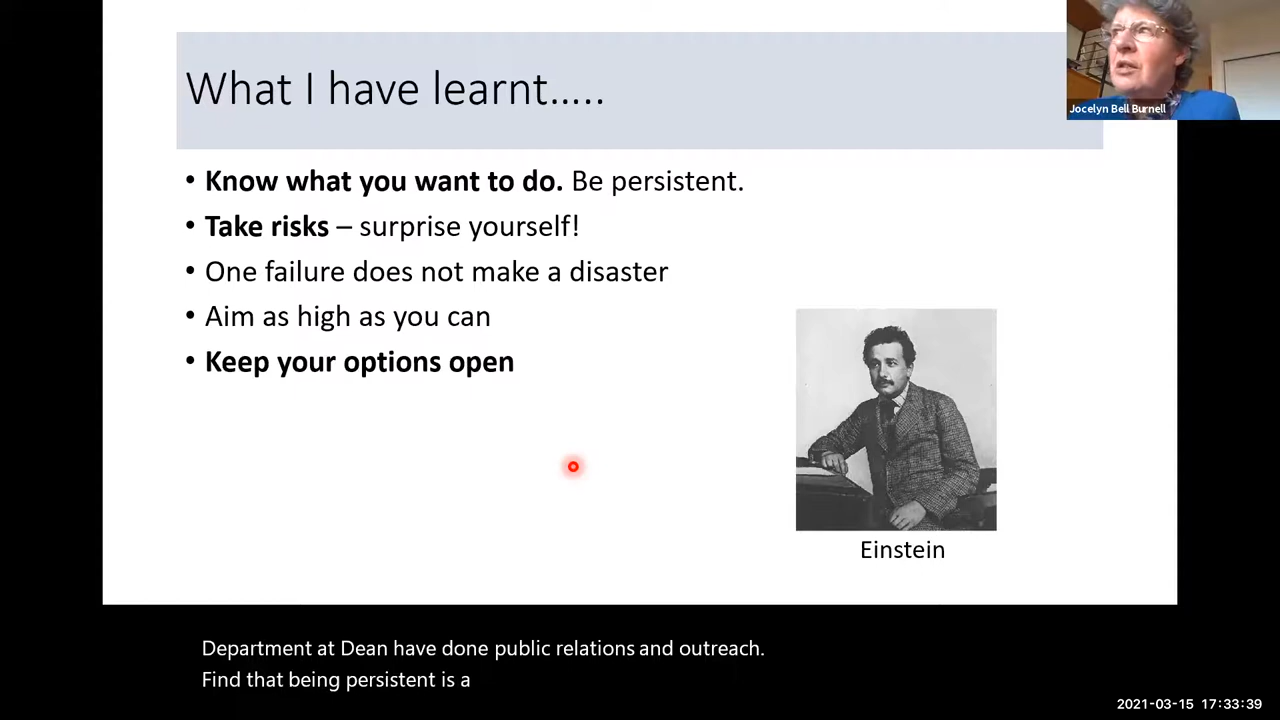 What I have learnt.....
Jocelyn Bell Burnell
• Know what you want to do. Be persistent.
• Take risks – surprise yourself!
• One failure does not make a disaster
• Aim as high as you can
• Keep your options open
Einstein
Department at Dean have done public relations and outreach.
Find that being persistent is a
2021-03-15 17:33:39